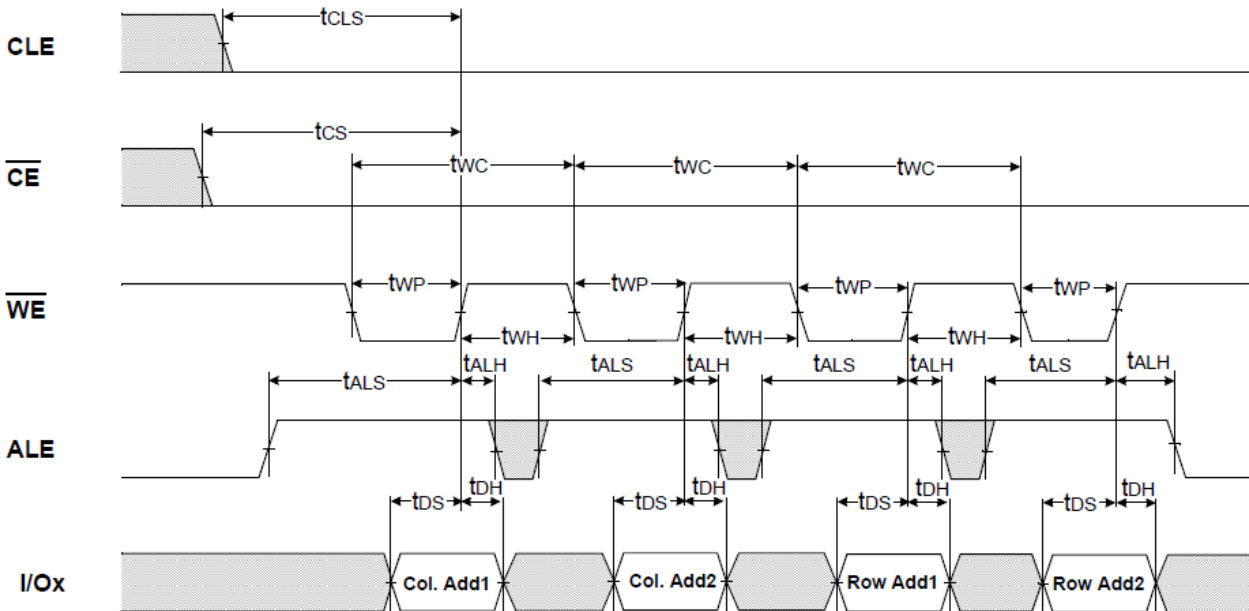 CLE tCLS
tCS
CE tWC tWC tWC
WE tWP tWP tWP tWP
tWH tWH tWH
tALS tALH tALS tALH tALS tALH tALS tALH
ALE
tDS tDH tDS tDH tDS tDH tDS tDH
I/Ox Col. Add1 Col. Add2 Row Add1 Row Add2